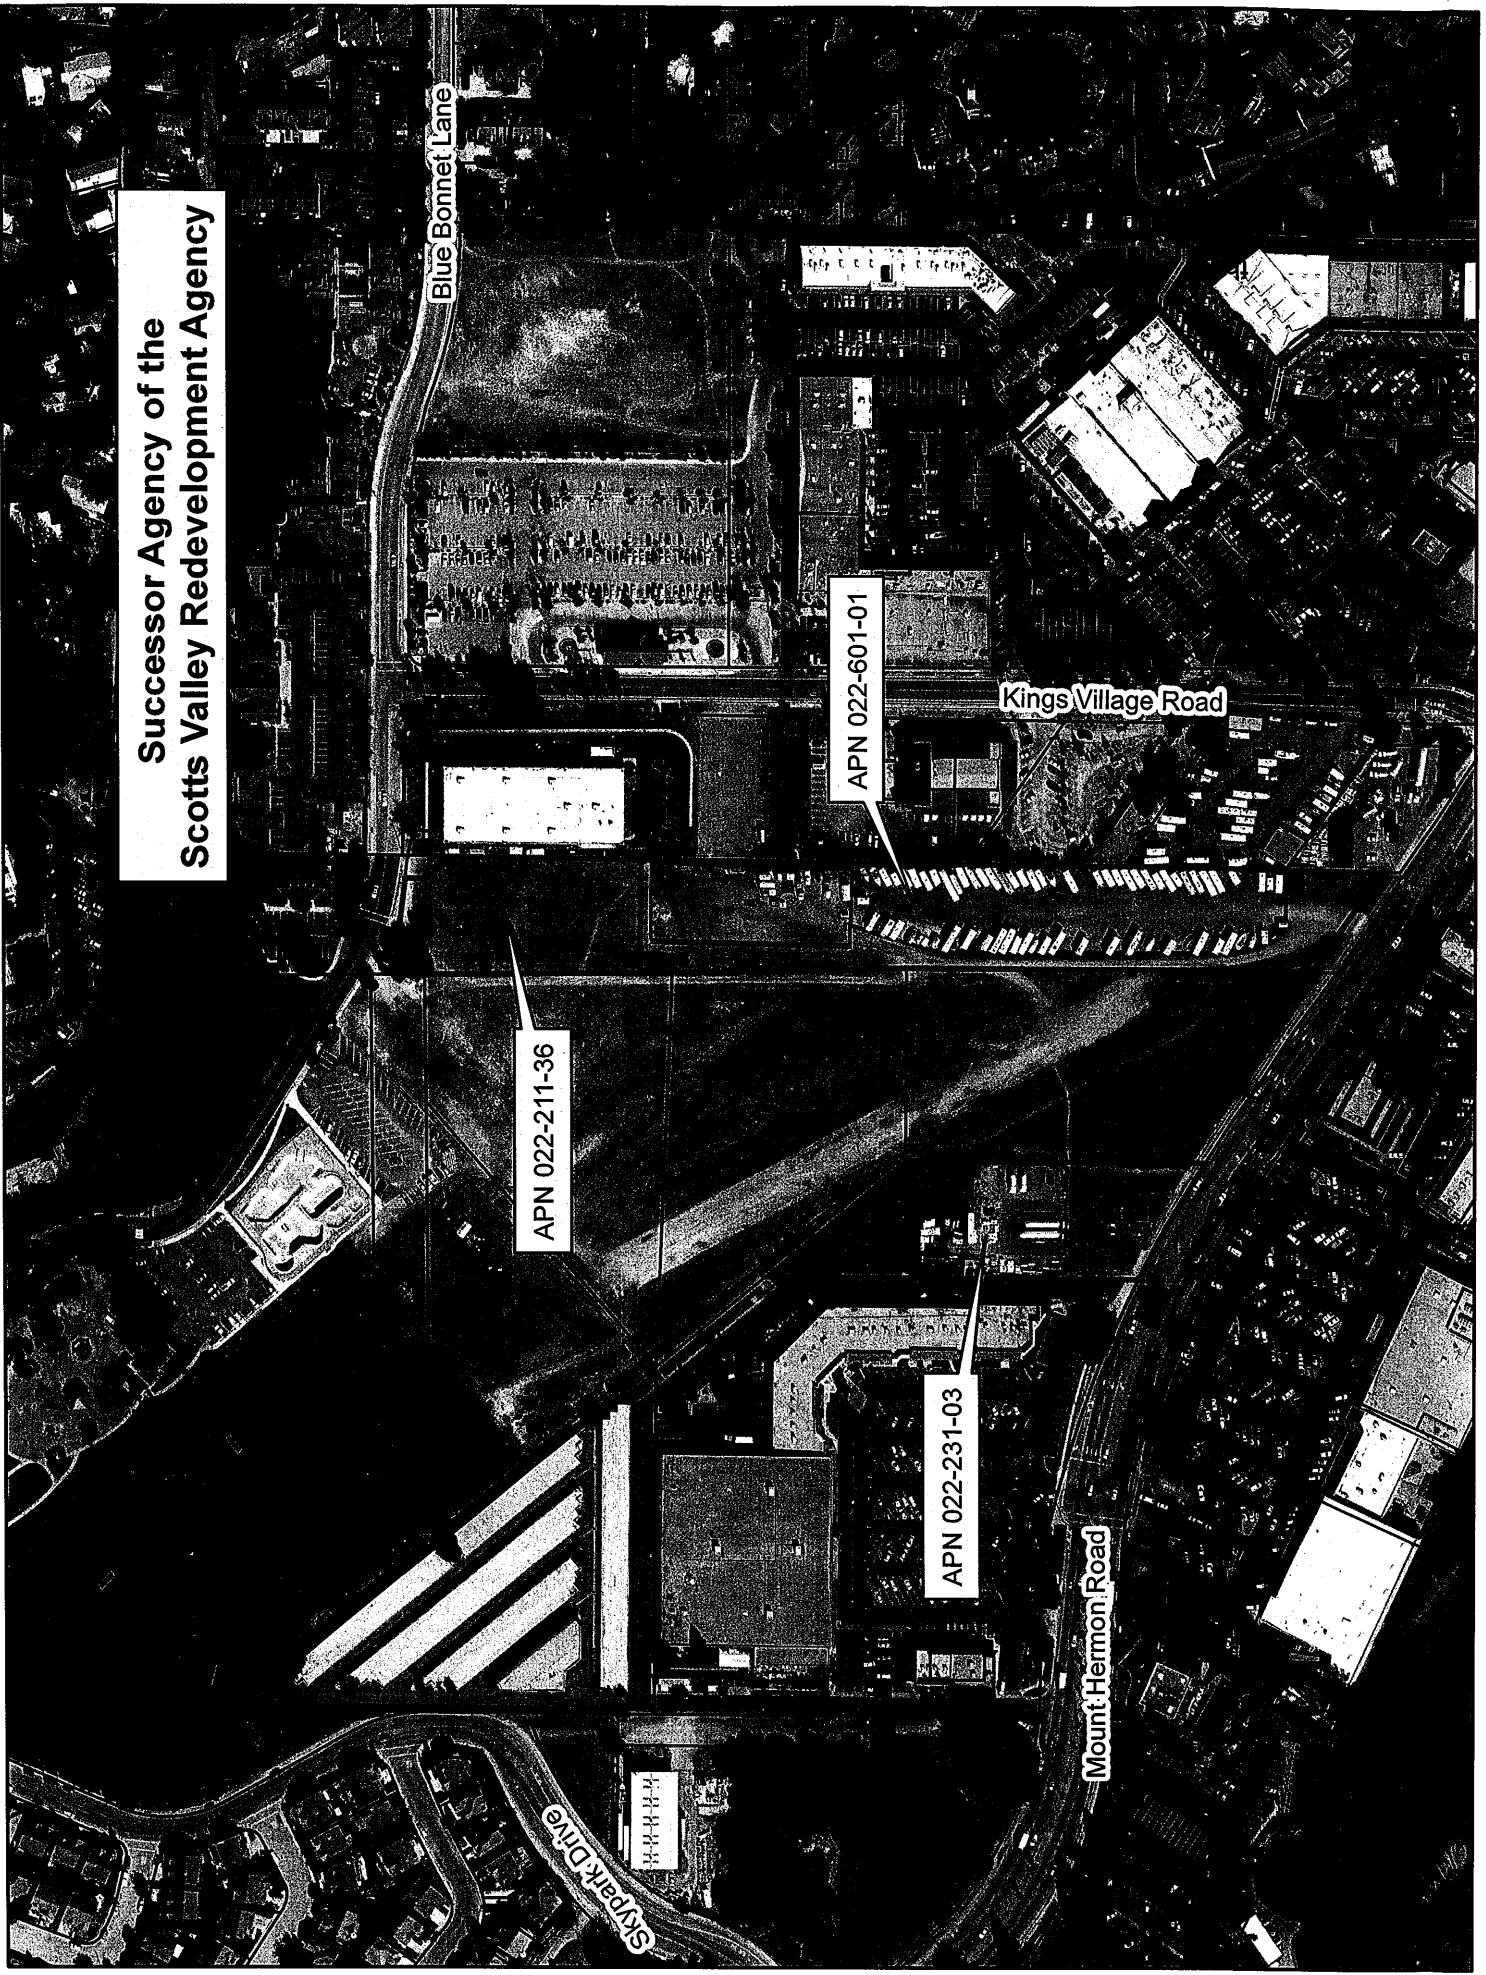 Successor Agency of the
Scotts Valley Redevelopment Agency
Blue Bonnet Lane
APN 022-211-36
APN 022-601-01
Kings Village Road
APN 022-231-03
Mount Hermon Road
Skypark Drive